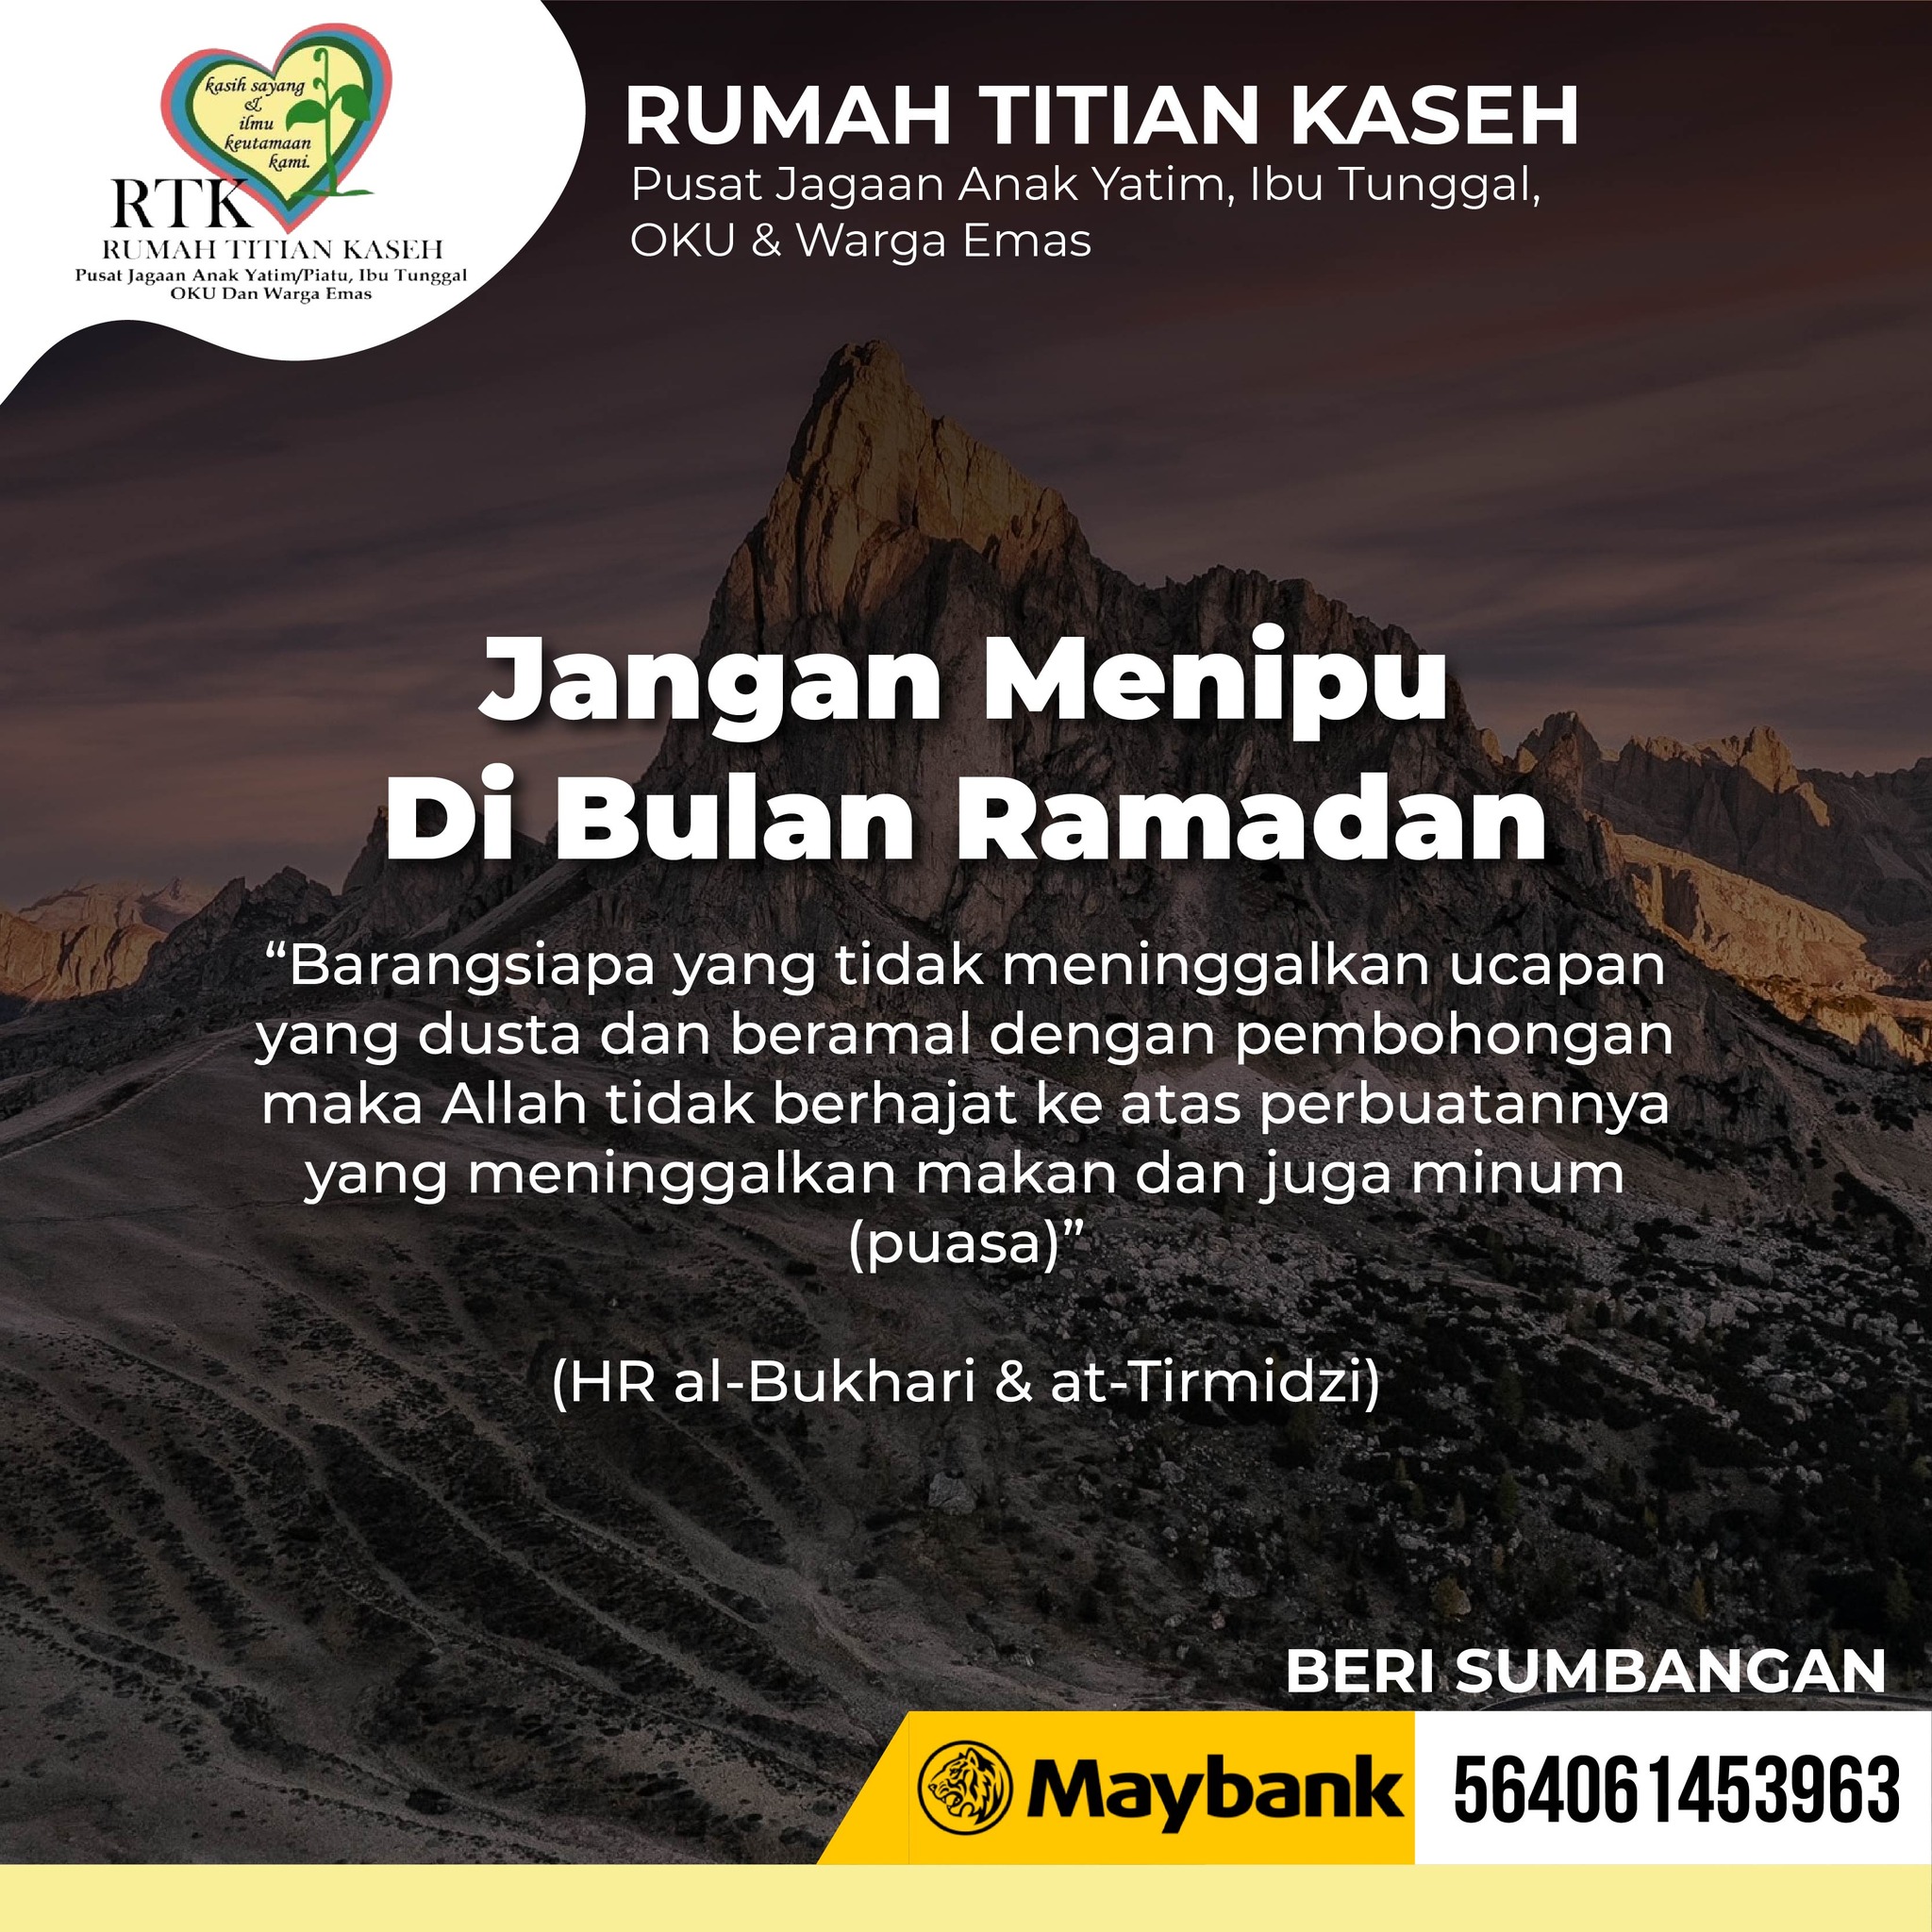 kasih sayang
&
ilmu
keutamaan
kami.
RTK
RUMAH TITIAN KASEH
Pusat Jagaan Anak Yatim/Piatu, Ibu Tunggal
OKU Dan Warga Emas
RUMAH TITIAN KASEH
Pusat Jagaan Anak Yatim, Ibu Tunggal,
OKU & Warga Emas
Jangan Menipu
Di Bulan Ramadan
“Barangsiapa yang tidak meninggalkan ucapan
yang dusta dan beramal dengan pembohongan
maka Allah tidak berhajat ke atas perbuatannya
yang meninggalkan makan dan juga minum
(puasa)”
(HR al-Bukhari & at-Tirmidzi)
BERI SUMBANGAN
Maybank 564061453963